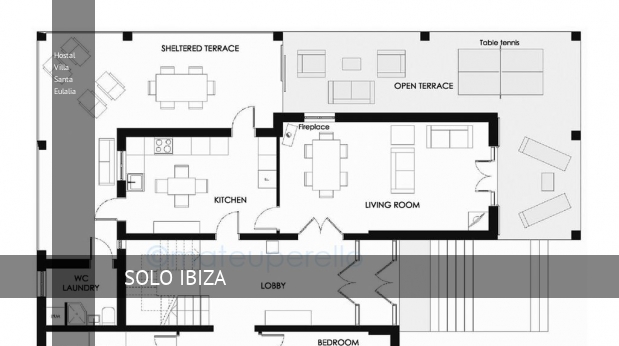 SHELTERED TERRACE
Table tennis
Hostal
Villa
Santa
Eulalia
OPEN TERRACE
Fireplace
KITCHEN
LIVING ROOM
@mateuperello
WC
LAUNDRY
SOLO IBIZA
LOBBY
BEDROOM